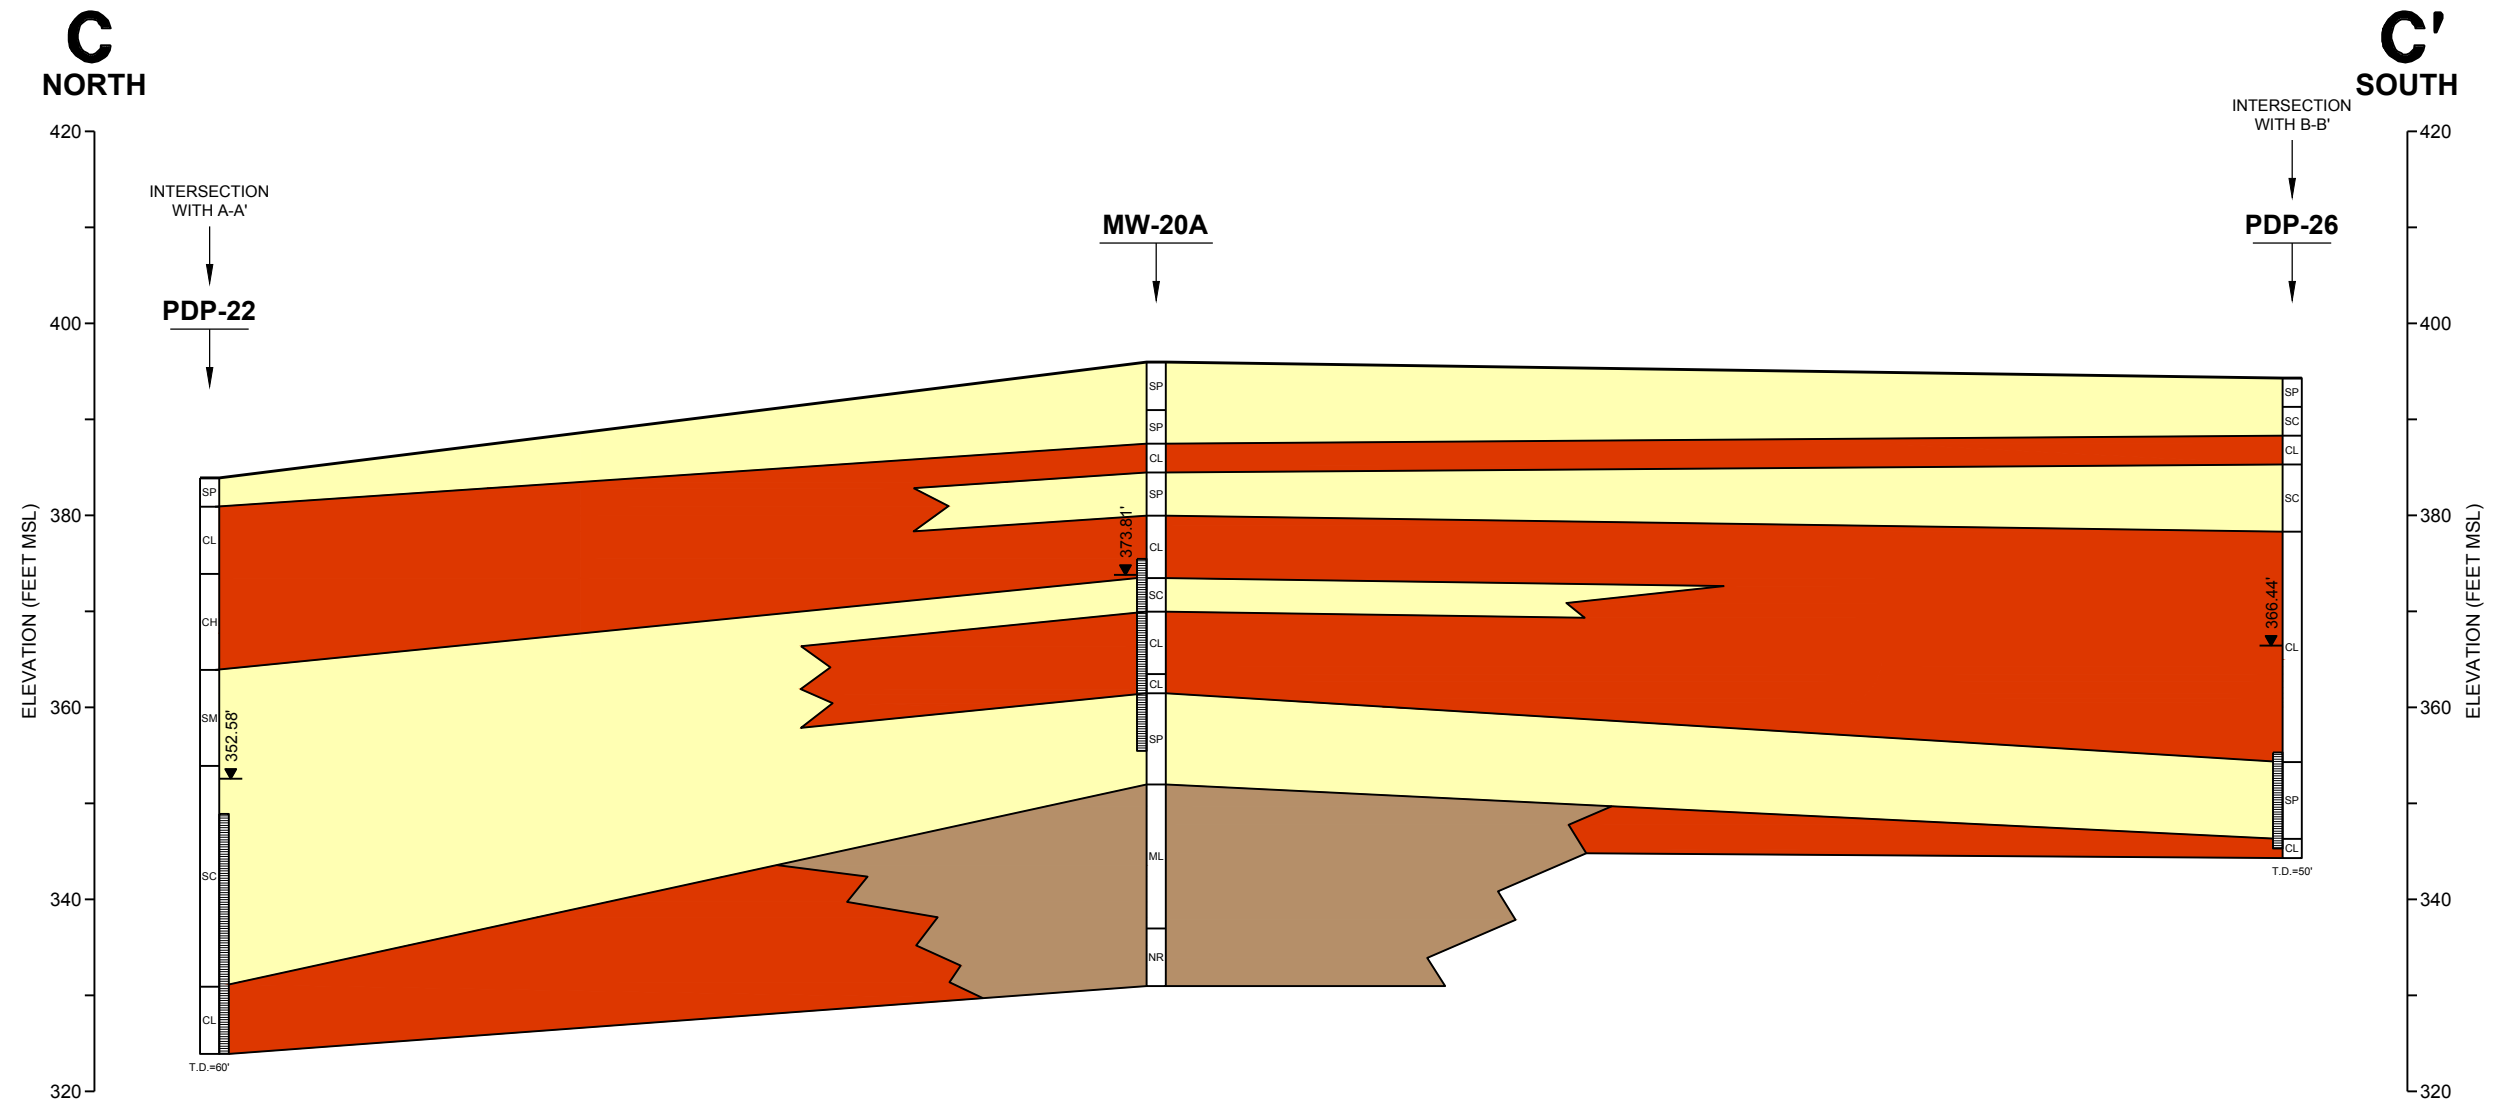 C
NORTH
C'
SOUTH
INTERSECTION
WITH A-A'
PDP-22
MW-20A
INTERSECTION
WITH B-B'
PDP-26
ELEVATION (FEET MSL)
420
400
380
360
340
320
SP
CL
CH
SM
SC
CL
T.D.=60'
352.58'
373.81'
SP
SP
CL
SP
CL
SC
CL
CL
SP
ML
NR
366.44'
SP
SC
CL
SC
CL
SP
CL
T.D.=50'
420
400
380
360
340
320
ELEVATION (FEET MSL)